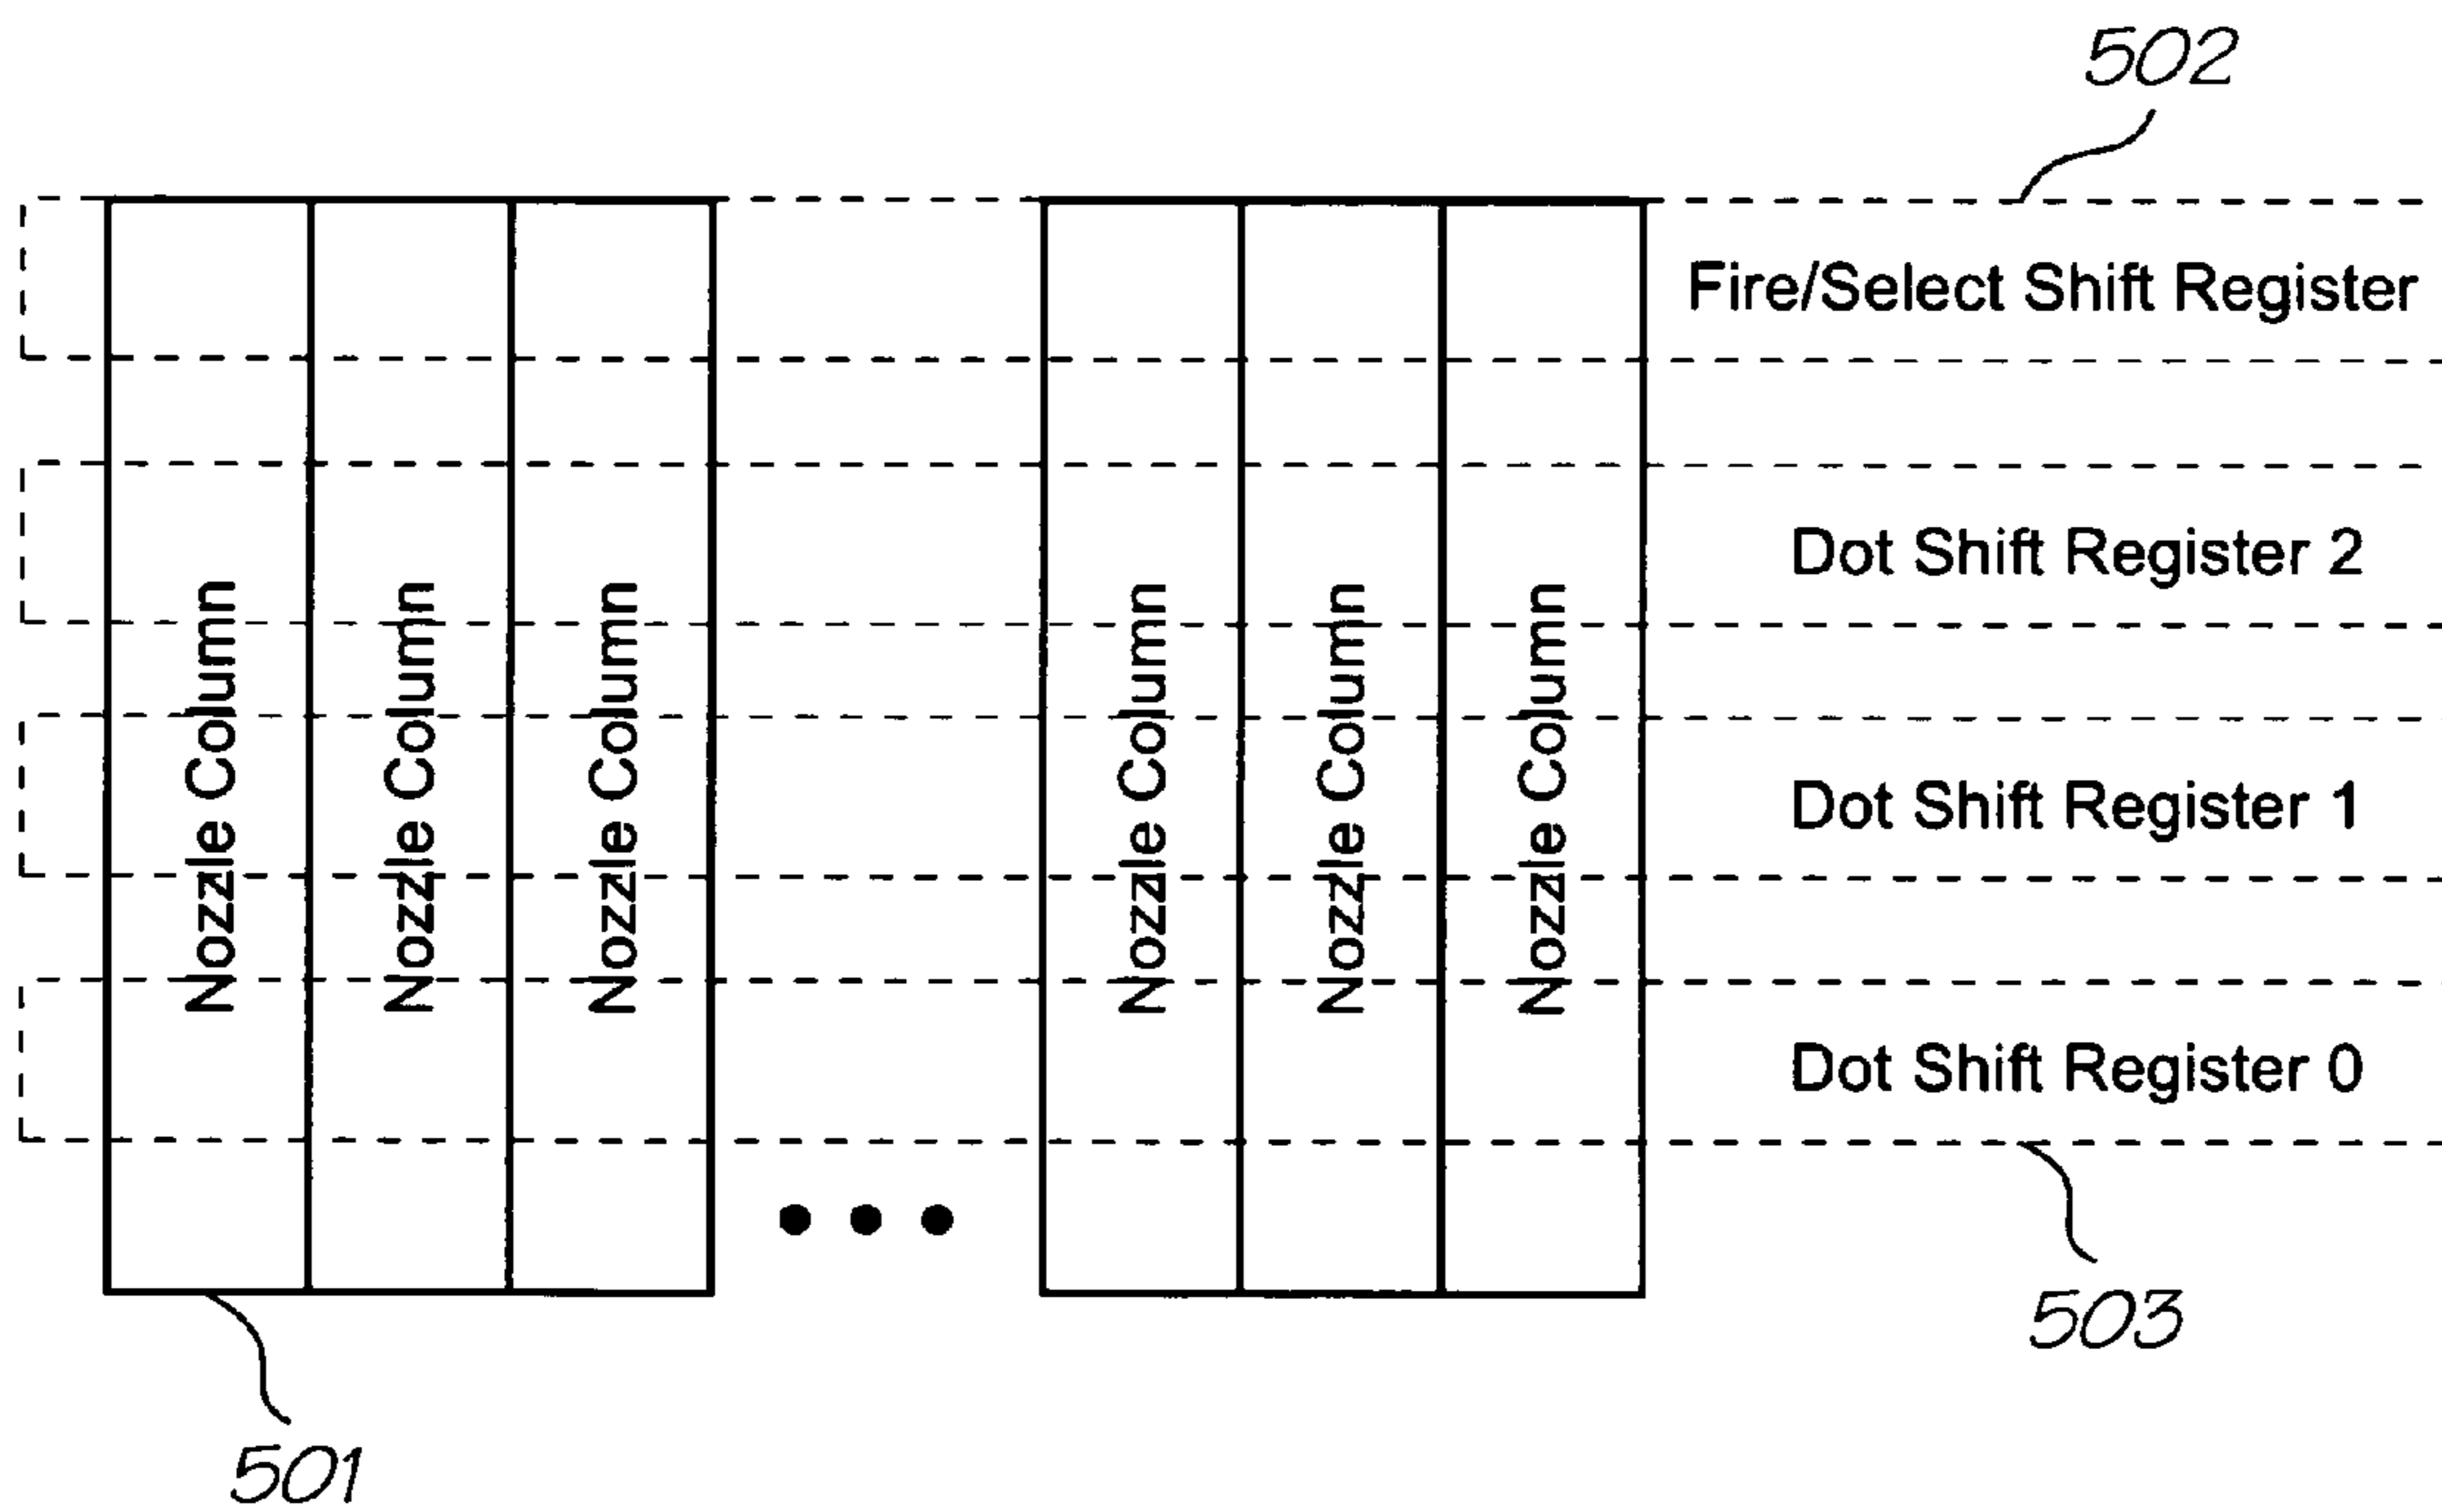 502
Fire/Select Shift Register
Dot Shift Register 2
Nozzle Column
Nozzle Column
Nozzle Column
Nozzle Column
Nozzle Column
Nozzle Column
Dot Shift Register 1
Dot Shift Register 0
503
501